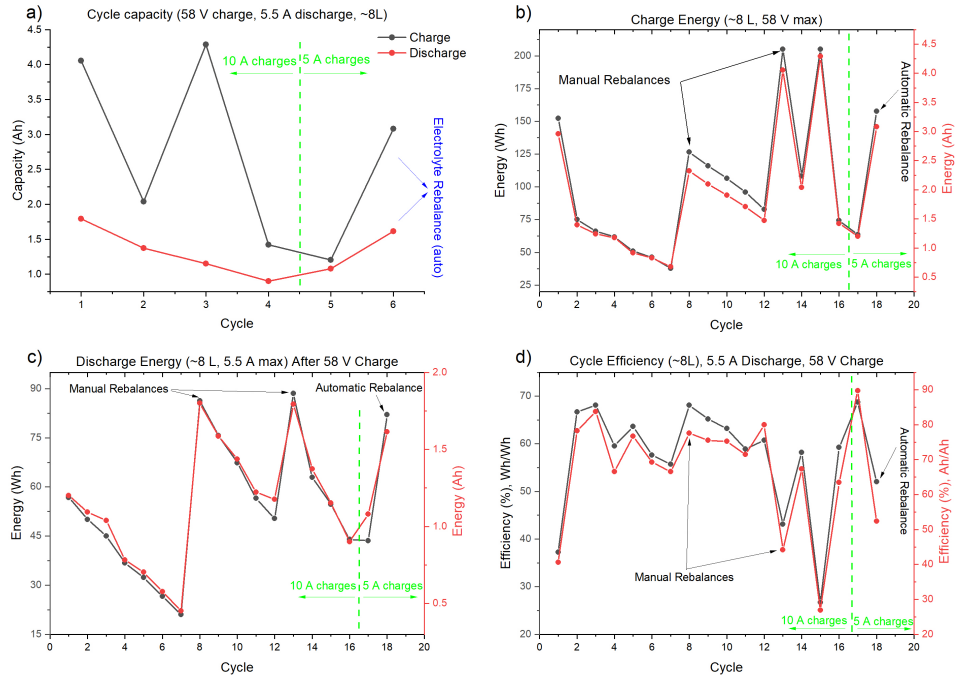 a)
Cycle capacity (58 V charge, 5.5 A discharge, ~8L)
Charge
Discharge
10 A charges
5 A charges
4.5
4.0
3.5
3.0
2.5
2.0
1.5
1.0
Capacity (Ah)
Electrolyte Rebalance (auto)
1 2 3 4 5 6
Cycle
b)
Charge Energy (~8 L, 58 V max)
Manual Rebalances
Automatic Rebalance
10 A charges
5 A charges
200
175
150
125
100
75
50
25
Energy (Wh)
4.5
4.0
3.5
3.0
2.5
2.0
1.5
1.0
0.5
Energy (Ah)
0 2 4 6 8 10 12 14 16 18 20
Cycle
c)
Discharge Energy (~8 L, 5.5 A max) After 58 V Charge
Manual Rebalances
Automatic Rebalance
10 A charges
5 A charges
90
75
60
45
30
15
Energy (Wh)
2.0
1.5
1.0
0.5
0.0
Energy (Ah)
0 2 4 6 8 10 12 14 16 18 20
Cycle
d)
Cycle Efficiency (~8L), 5.5 A Discharge, 58 V Charge
Manual Rebalances
Automatic Rebalance
10 A charges
5 A charges
70
60
50
40
30
20
Efficiency (%), Wh/Wh
90
80
70
60
50
40
30
20
Efficiency (%), Ah/Ah
0 2 4 6 8 10 12 14 16 18 20
Cycle